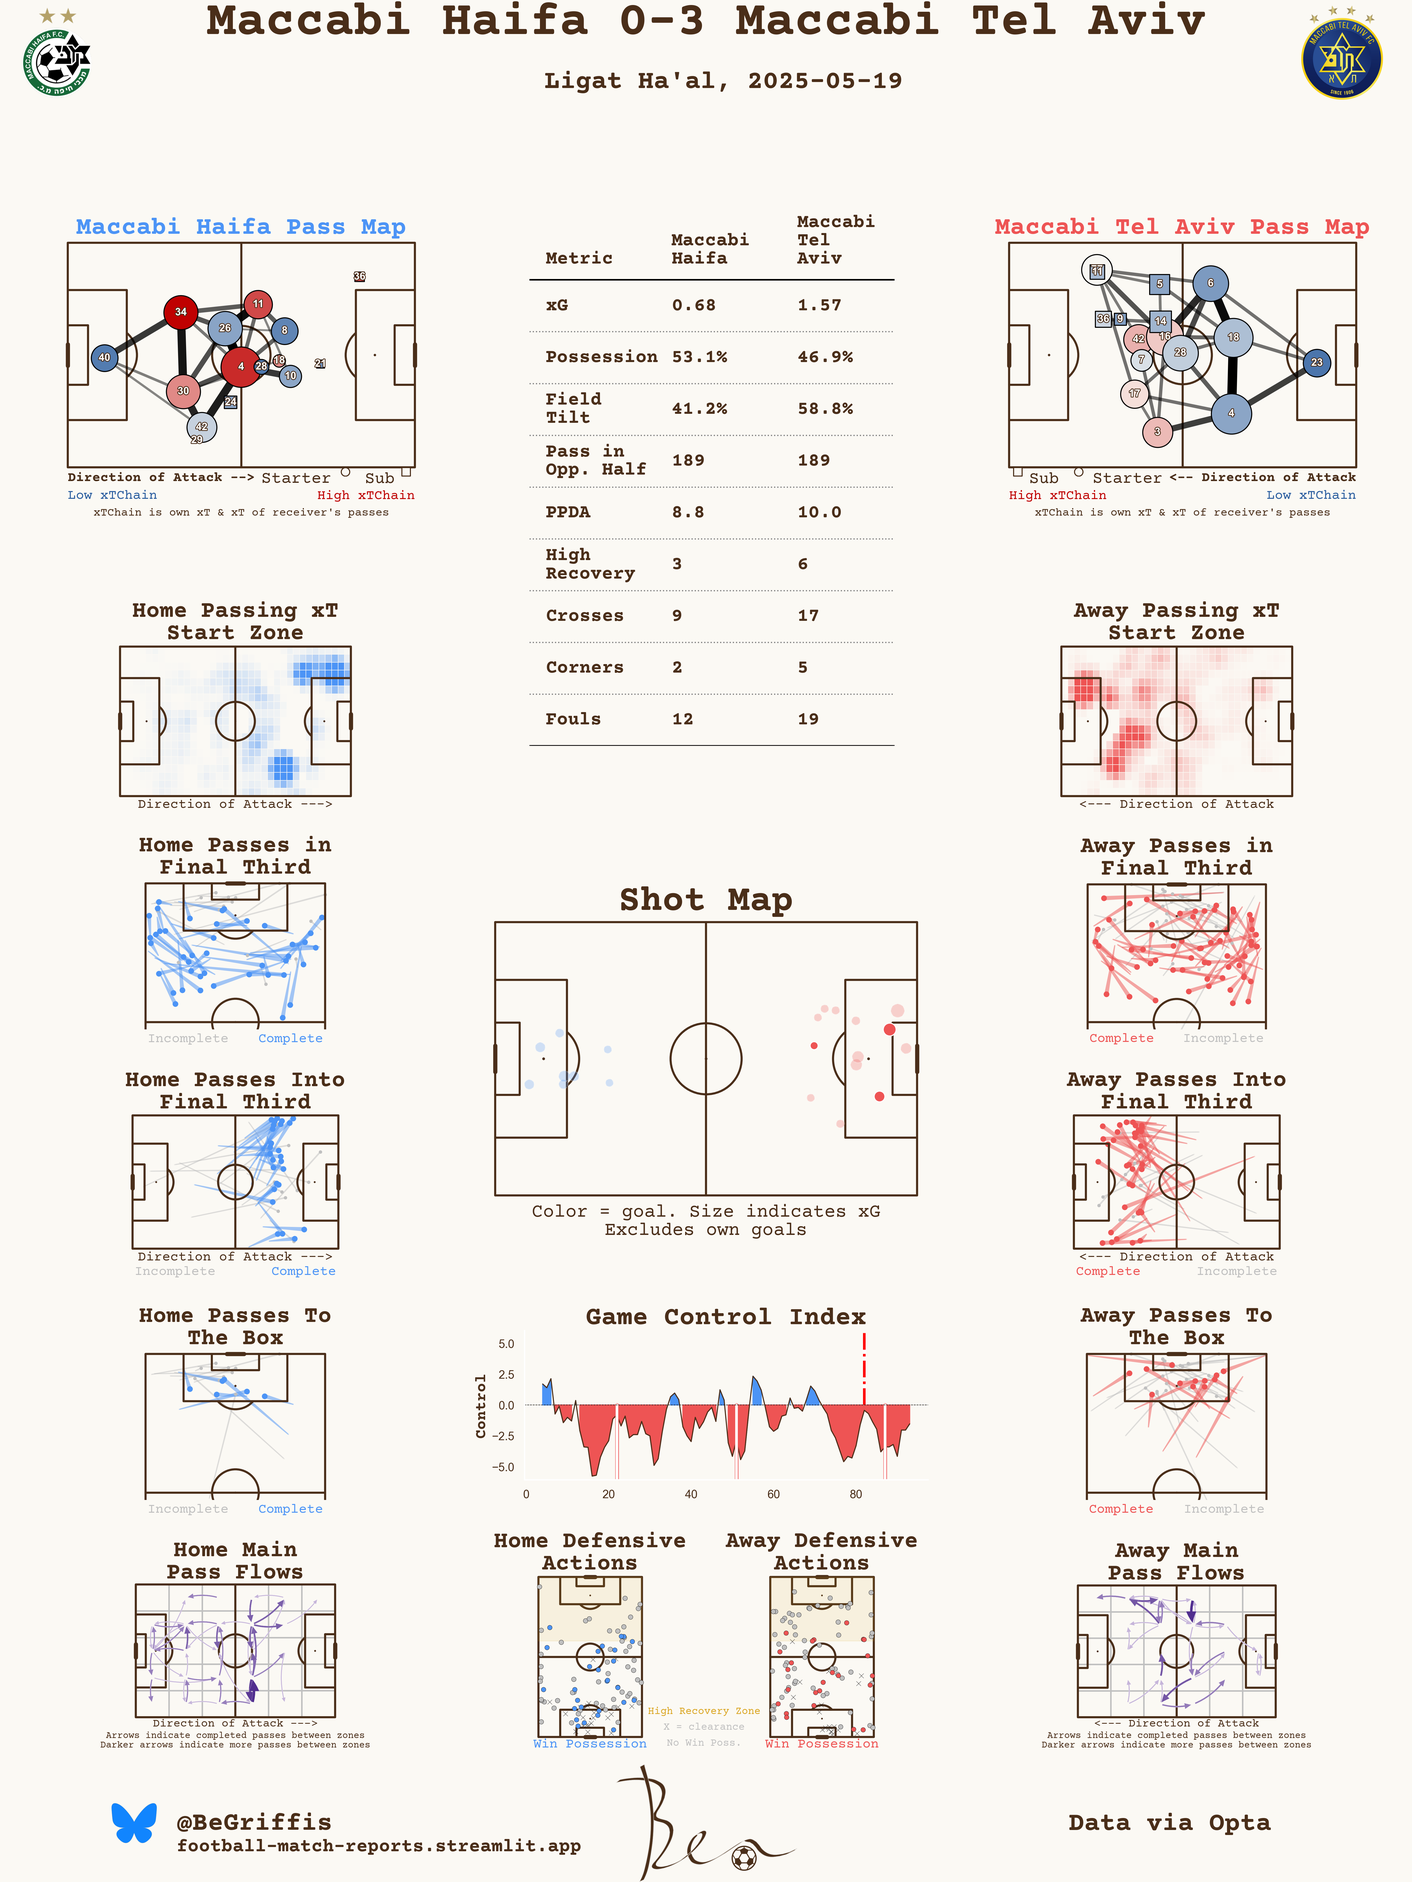 Maccabi Haifa 0-3 Maccabi Tel Aviv
Ligat Ha'al, 2025-05-19
MACCABI HAIFA F.C.
MACCABI TEL AVIV FC
SINCE 1906
Maccabi Haifa Pass Map
36
34
11
26
8
40
4
28
18
21
10
30
24
42
29
Direction of Attack --> Starter Sub
Low xTChain High xTChain
xTChain is own xT & xT of receiver's passes
Metric Maccabi Haifa Maccabi Tel Aviv
xG 0.68 1.57
Possession 53.1% 46.9%
Field Tilt 41.2% 58.8%
Pass in Opp. Half 189 189
PPDA 8.8 10.0
High Recovery 3 6
Crosses 9 17
Corners 2 5
Fouls 12 19
Maccabi Tel Aviv Pass Map
11
5
6
36
9
14
42
16
18
28
7
23
17
4
3
Sub Starter <-- Direction of Attack
High xTChain Low xTChain
xTChain is own xT & xT of receiver's passes
Home Passing xT
Start Zone
Direction of Attack --->
Away Passing xT
Start Zone
<--- Direction of Attack
Home Passes in
Final Third
Incomplete Complete
Away Passes in
Final Third
Complete Incomplete
Shot Map
Color = goal. Size indicates xG
Excludes own goals
Home Passes Into
Final Third
Direction of Attack --->
Incomplete Complete
Away Passes Into
Final Third
<--- Direction of Attack
Complete Incomplete
Home Passes To
The Box
Incomplete Complete
Game Control Index
Control
5.0
2.5
0.0
−2.5
−5.0
0 20 40 60 80
Away Passes To
The Box
Complete Incomplete
Home Main
Pass Flows
Direction of Attack --->
Arrows indicate completed passes between zones
Darker arrows indicate more passes between zones
Home Defensive
Actions
Win Possession
High Recovery Zone
X = clearance
No Win Poss.
Away Defensive
Actions
Win Possession
Away Main
Pass Flows
<--- Direction of Attack
Arrows indicate completed passes between zones
Darker arrows indicate more passes between zones
@BeGriffis
football-match-reports.streamlit.app
Ben
Data via Opta